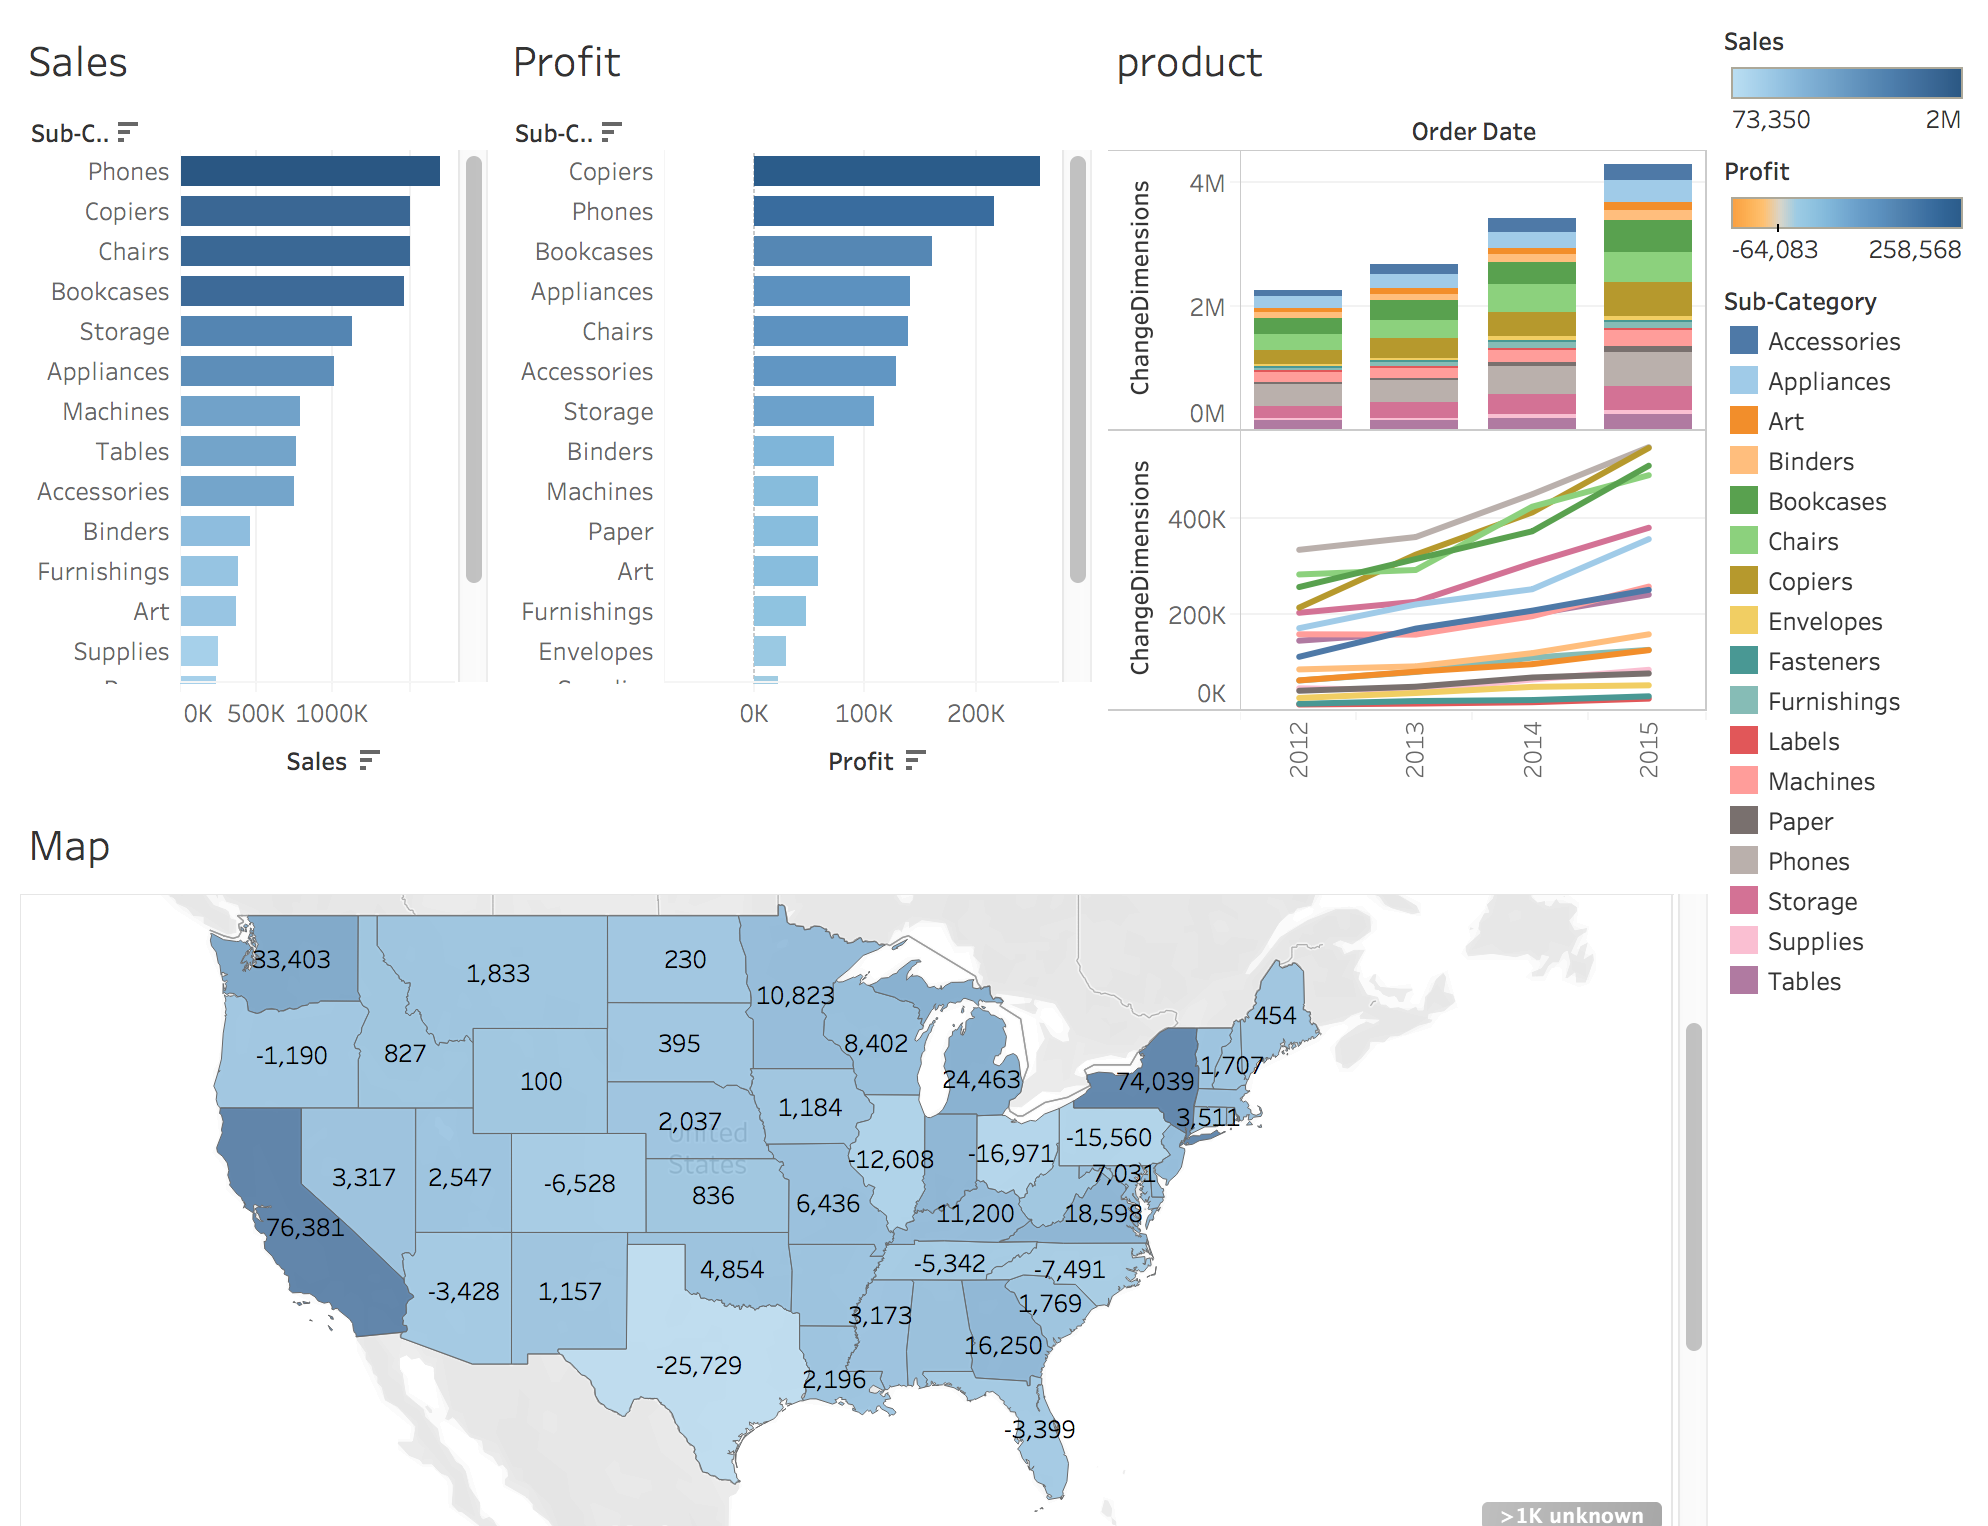 Sales
Sub-C..
Phones
Copiers
Chairs
Bookcases
Storage
Appliances
Machines
Tables
Accessories
Binders
Furnishings
Art
Supplies
0K 500K 1000K
Sales
Profit
Sub-C..
Copiers
Phones
Bookcases
Appliances
Chairs
Accessories
Storage
Binders
Machines
Paper
Art
Furnishings
Envelopes
0K 100K 200K
Profit
product
Order Date
ChangeDimensions
4M
2M
0M
ChangeDimensions
400K
200K
0K
2012 2013 2014 2015
Sales
73,350 2M
Profit
-64,083 258,568
Sub-Category
Accessories
Appliances
Art
Binders
Bookcases
Chairs
Copiers
Envelopes
Fasteners
Furnishings
Labels
Machines
Paper
Phones
Storage
Supplies
Tables
Map
33,403
1,833
230
10,823
454
-1,190
827
100
395
8,402
24,463
74,039
1,707
2,037
1,184
3,511
United
States
3,317
2,547
-6,528
836
6,436
-12,608
-16,971
-15,560
7,031
76,381
11,200
18,598
-3,428
1,157
4,854
-5,342
-7,491
3,173
1,769
16,250
-25,729
2,196
-3,399
>1K unknown